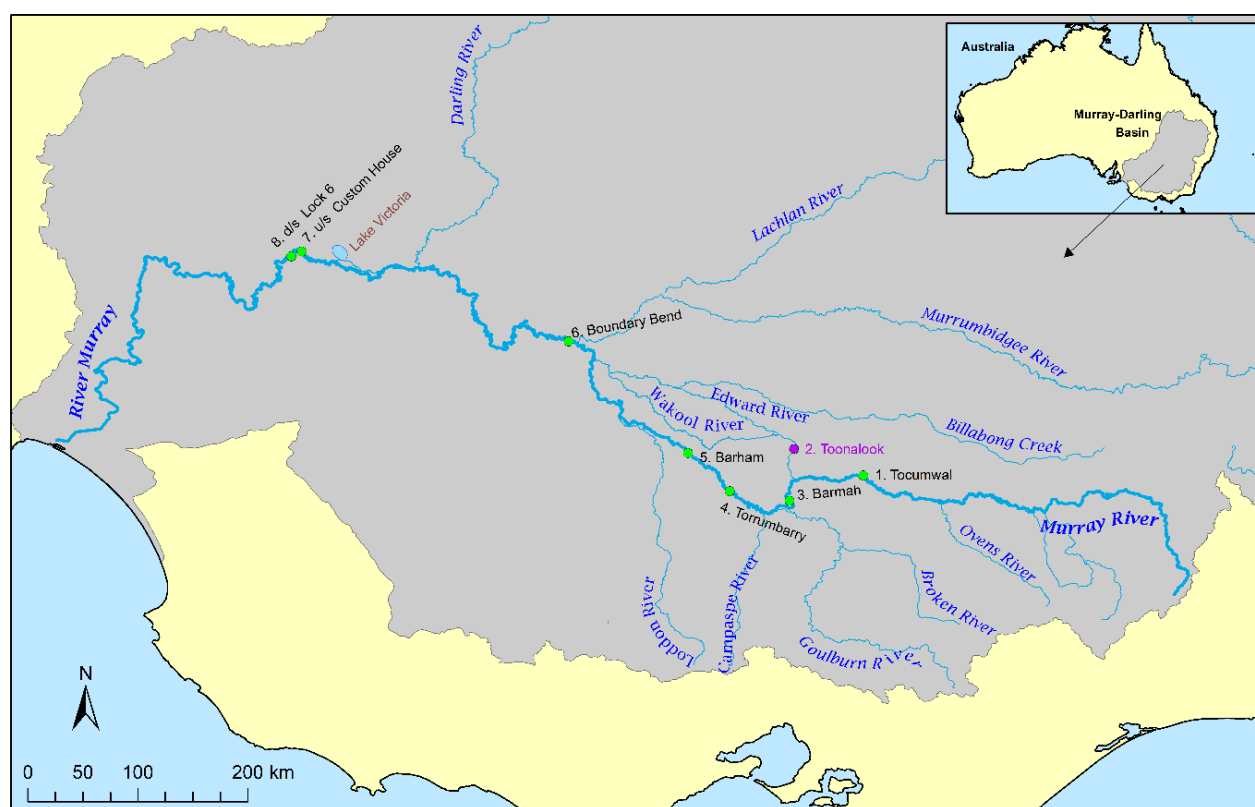 Darling River
Australia
Murray-Darling
Basin
8. d/s Lock 6
7. u/s Custom House
Lake Victoria
Lachlan River
River Murray
6. Boundary Bend
Murrumbidgee River
Wakool River
Edward River
Billabong Creek
2. Toonalook
5. Barham
1. Tocumwal
3. Barmah
4. Torrumbarry
Murray River
Ovens River
Broken River
Loddon River
Campaspe River
Goulburn River
N
0 50 100 200 km